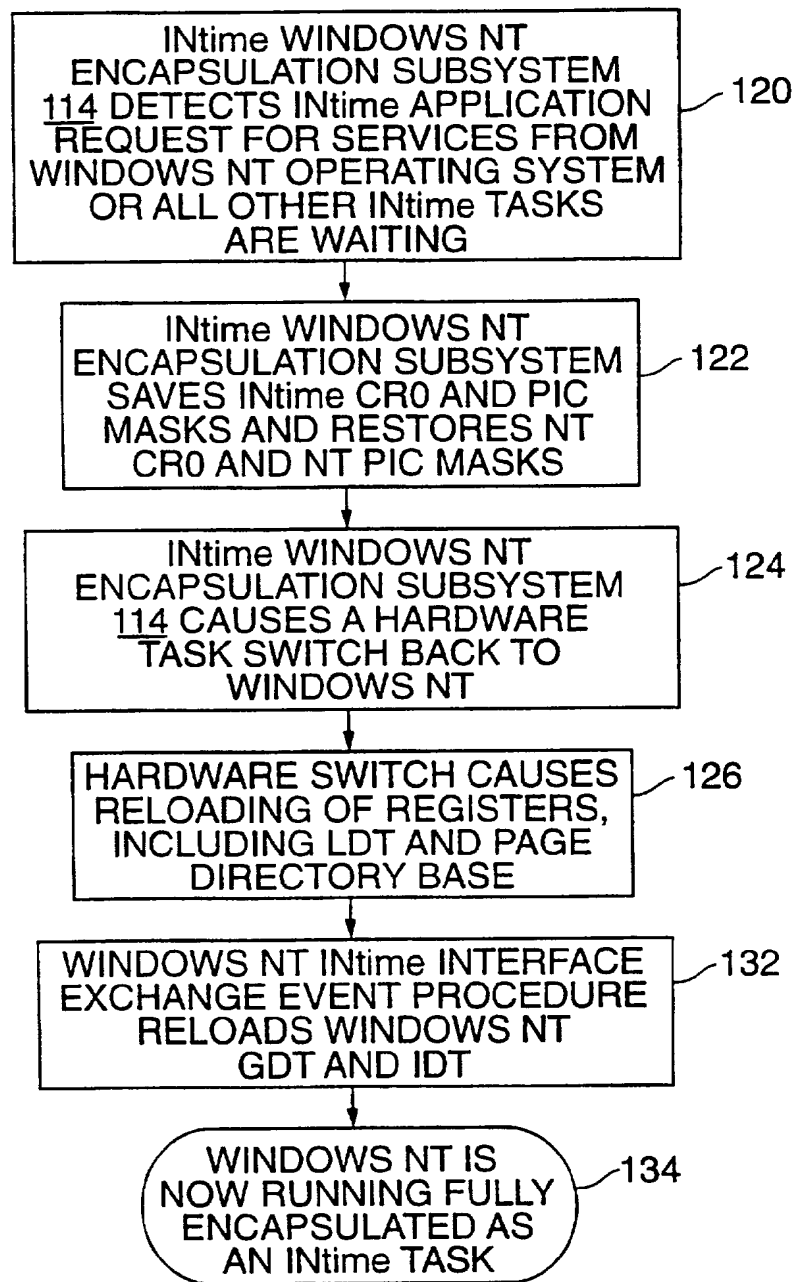 INtime WINDOWS NT
ENCAPSULATION SUBSYSTEM
114 DETECTS INtime APPLICATION
REQUEST FOR SERVICES FROM
WINDOWS NT OPERATING SYSTEM
OR ALL OTHER INtime TASKS
ARE WAITING
120
INtime WINDOWS NT
ENCAPSULATION SUBSYSTEM
SAVES INtime CR0 AND PIC
MASKS AND RESTORES NT
CR0 AND NT PIC MASKS
122
INtime WINDOWS NT
ENCAPSULATION SUBSYSTEM
114 CAUSES A HARDWARE
TASK SWITCH BACK TO
WINDOWS NT
124
HARDWARE SWITCH CAUSES
RELOADING OF REGISTERS,
INCLUDING LDT AND PAGE
DIRECTORY BASE
126
WINDOWS NT INtime INTERFACE
EXCHANGE EVENT PROCEDURE
RELOADS WINDOWS NT
GDT AND IDT
132
WINDOWS NT IS
NOW RUNNING FULLY
ENCAPSULATED AS
AN INtime TASK
134